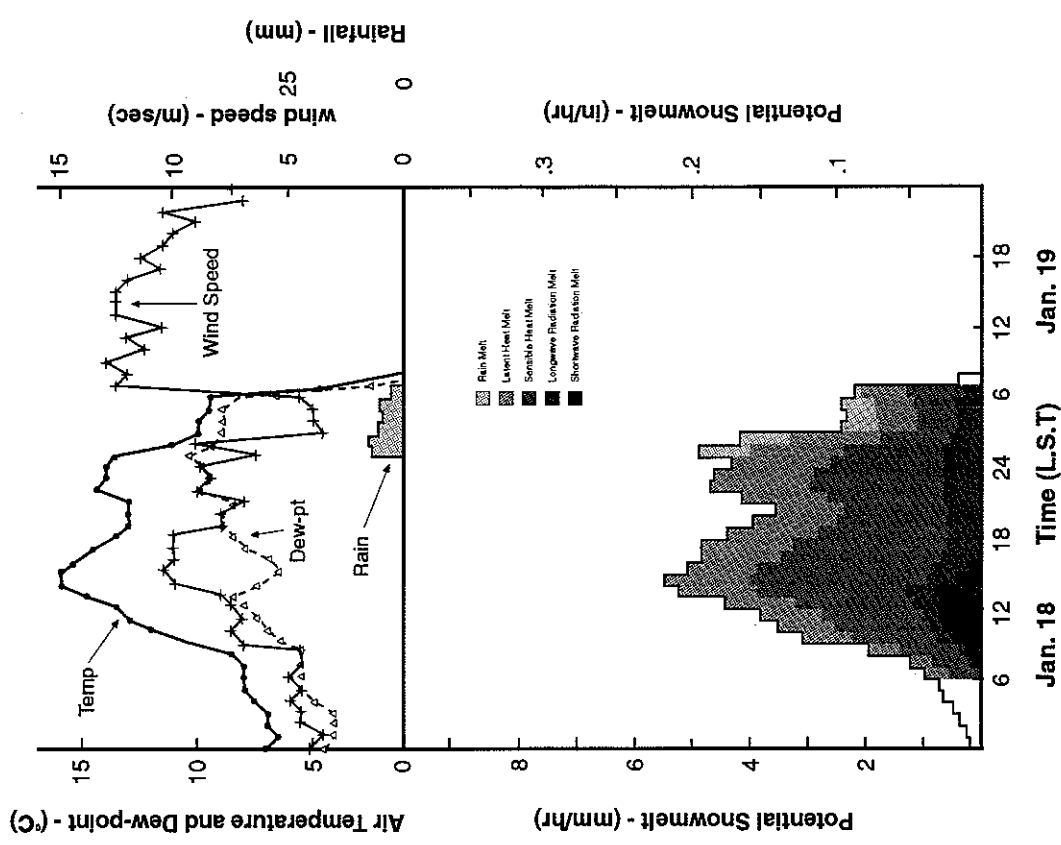 Air Temperature and Dew-point - (°C)
15
10
5
0
Temp
Wind Speed
Dew-pt
Rain
wind speed - (m/sec)
15
10
5
0
Rainfall - (mm)
25
0
Potential Snowmelt - (mm/hr)
8
6
4
2
Rain Melt
Latent Heat Melt
Sensible Heat Melt
Longwave Radiation Melt
Shortwave Radiation Melt
Potential Snowmelt - (in/hr)
.3
.2
.1
6 12 18 24 6 12 18
Jan. 18 Time (L.S.T) Jan. 19